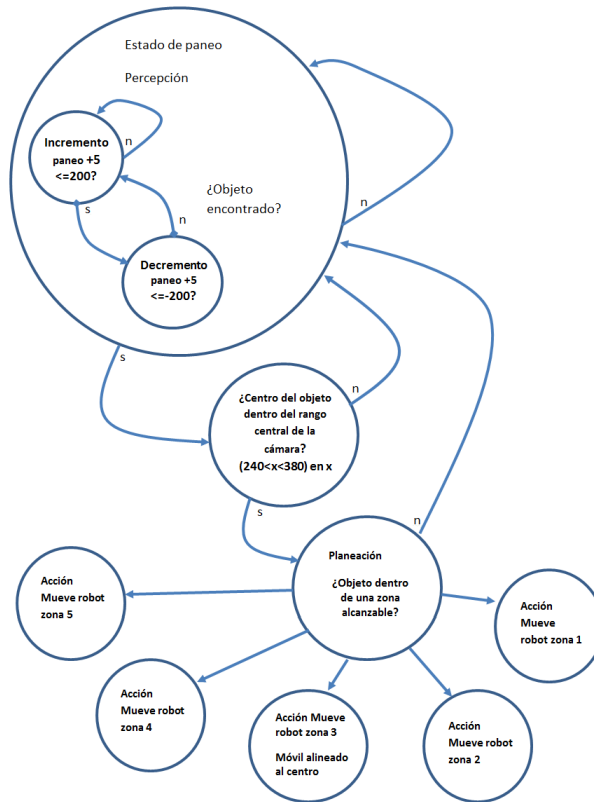 Estado de paneo
Percepción
n
Incremento
paneo +5
<=200?
¿Objeto
encontrado?
n
s
n
Decremento
paneo +5
<=-200?
s
n
¿Centro del objeto
dentro del rango
central de la
cámara?
(240<x<380) en x
s
n
Planeación
¿Objeto dentro
de una zona
alcanzable?
Acción
Mueve robot
zona 5
Acción
Mueve
robot zona 1
Acción
Mueve robot
zona 4
Acción Mueve
robot zona 3
Móvil alineado
al centro
Acción
Mueve robot
zona 2